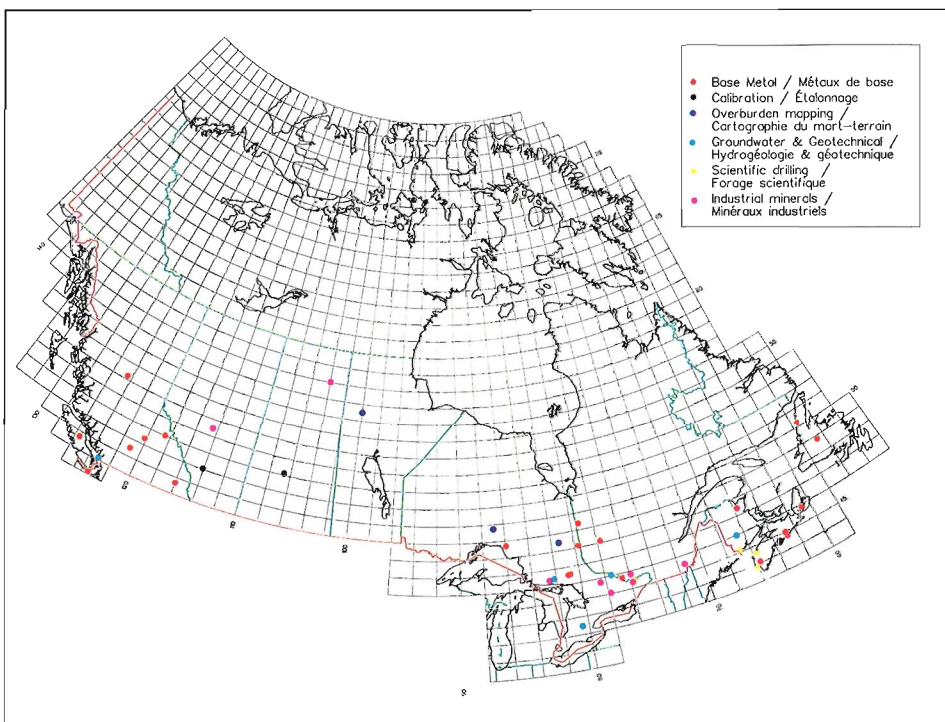 Base Metal / Métaux de base
Calibration / Étalonnage
Overburden mapping /
Cartographie du mort-terrain
Groundwater & Geotechnical /
Hydrogéologie & géotechnique
Scientific drilling /
Forage scientifique
Industrial minerals /
Minéraux industriels